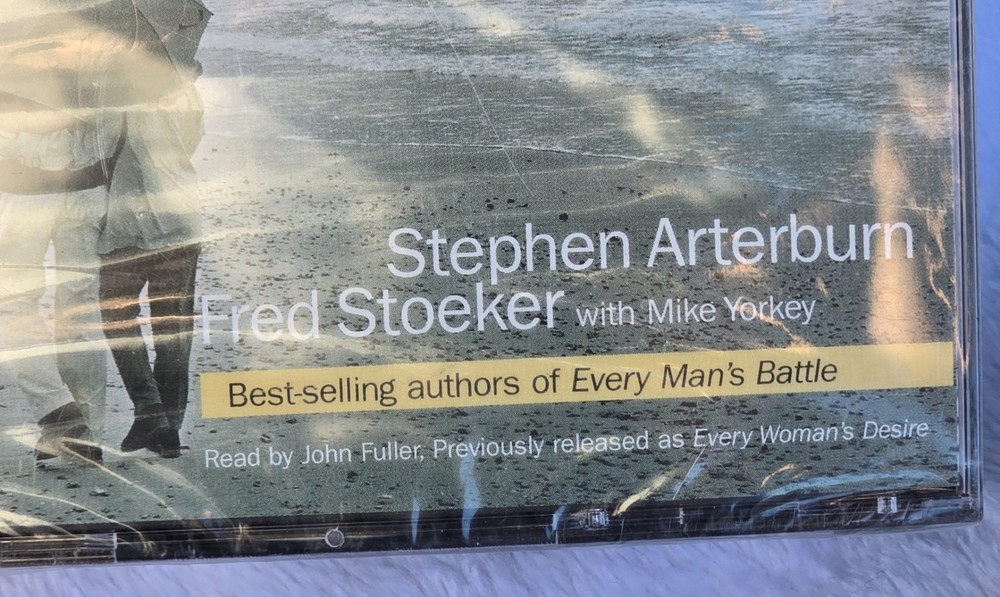 Stephen Arterburn
Fred Stoeker with Mike Yorkey
Best-selling authors of Every Man's Battle
Read by John Fuller, Previously released as Every Woman's Desire